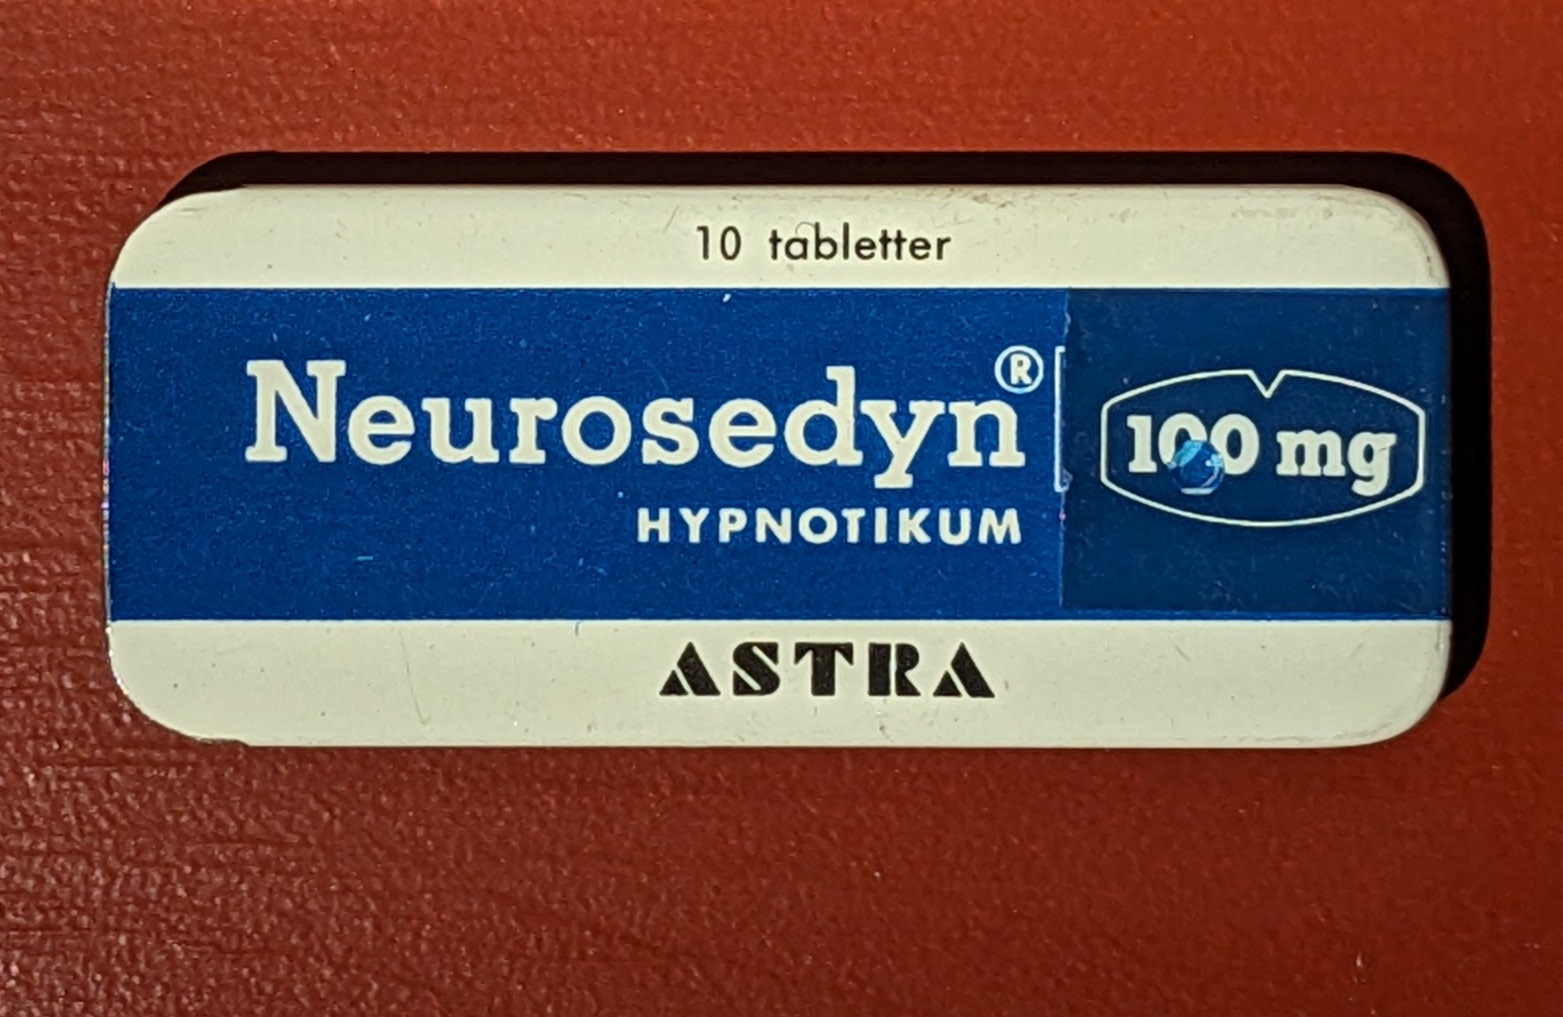 10 tabletter
Neurosedyn®
100 mg
HYPNOTIKUM
ASTRA